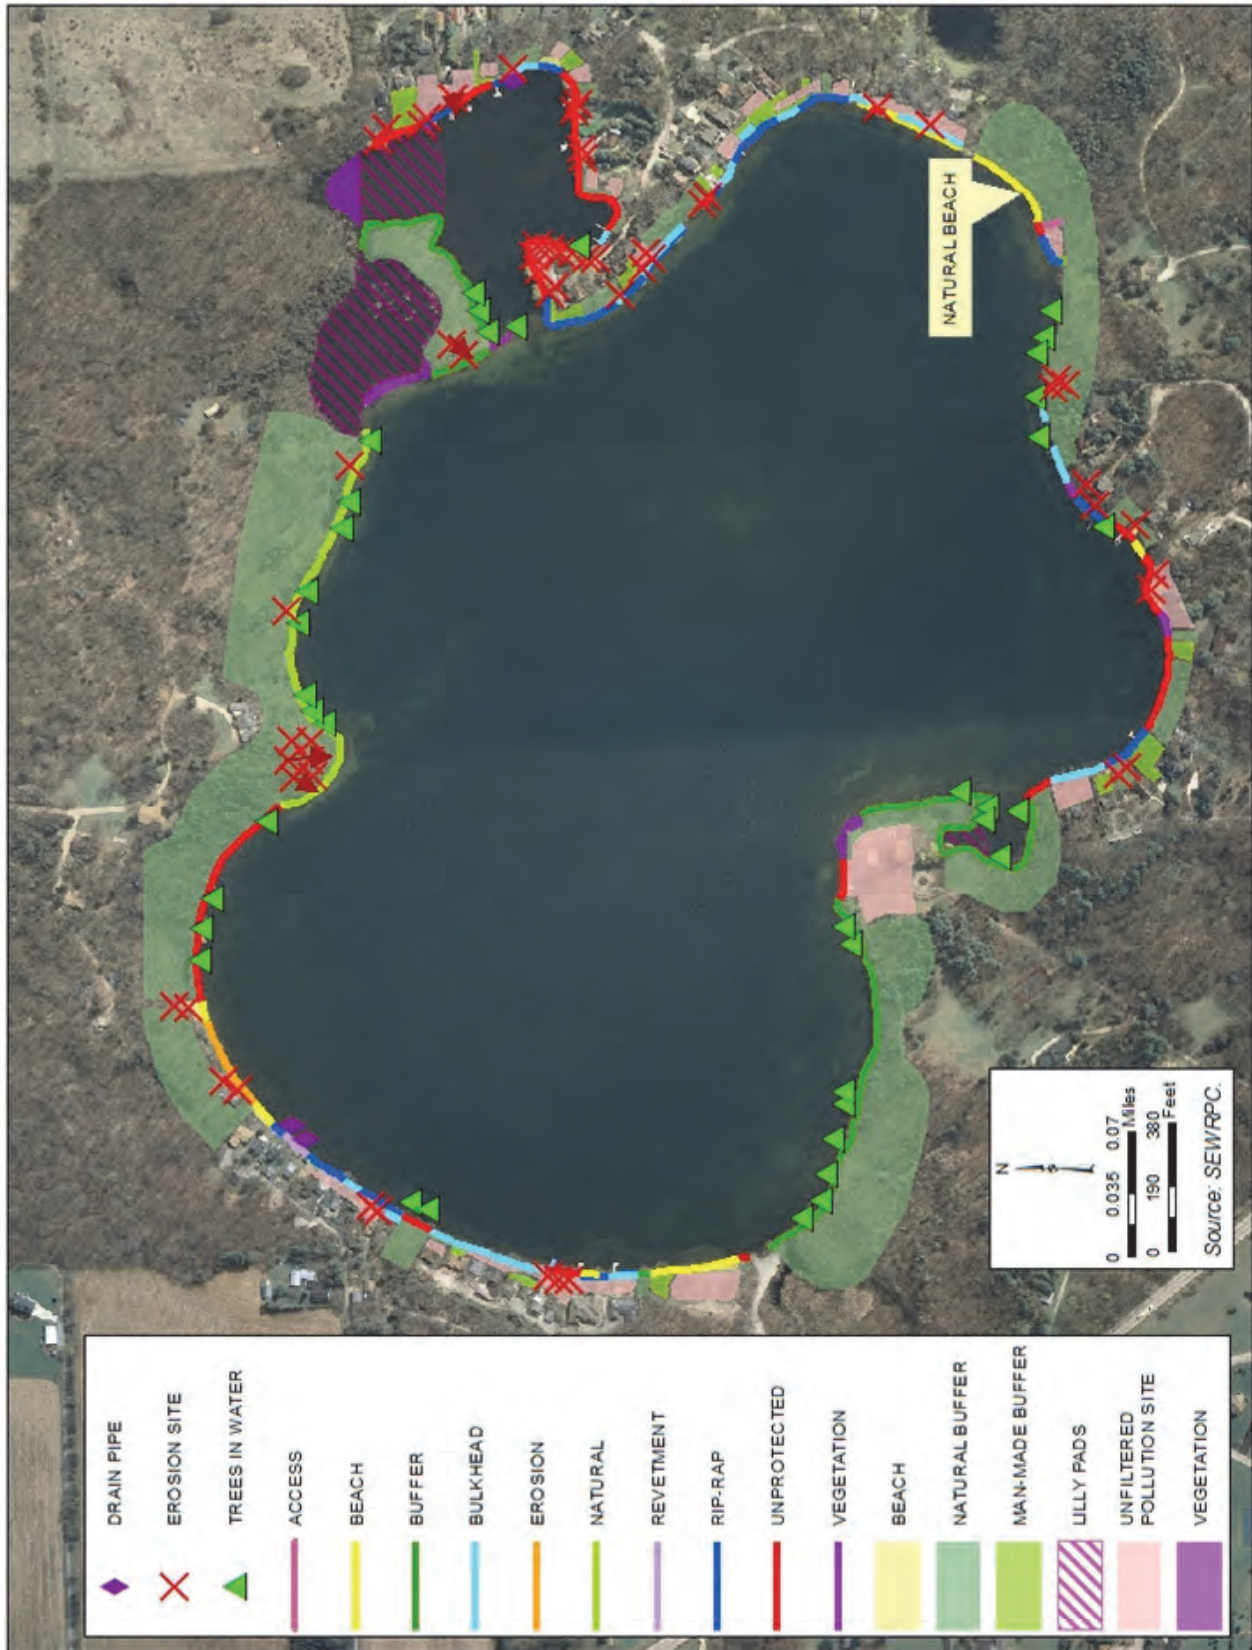 DRAIN PIPE
EROSION SITE
TREES IN WATER
ACCESS
BEACH
BUFFER
BULKHEAD
EROSION
NATURAL
REVETMENT
RIP-RAP
UNPROTECTED
VEGETATION
BEACH
NATURAL BUFFER
MAN-MADE BUFFER
LILLY PADS
UNFILTERED
POLLUTION SITE
VEGETATION
NATURAL BEACH
N
S
0 0.035 0.07
Miles
0 190 380
Feet
Source: SEWRPC.